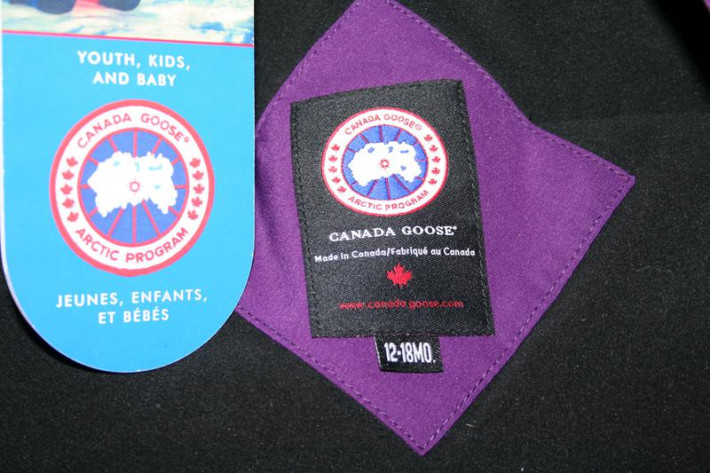 YOUTH, KIDS,
AND BABY
CANADA GOOSE®
ARCTIC PROGRAM
JEUNES, ENFANTS,
ET BÉBÉS
CANADA GOOSE®
ARCTIC PROGRAM
CANADA GOOSE®
Made in Canada/Fabriqué au Canada
www.canada goose.com
12-18MO.